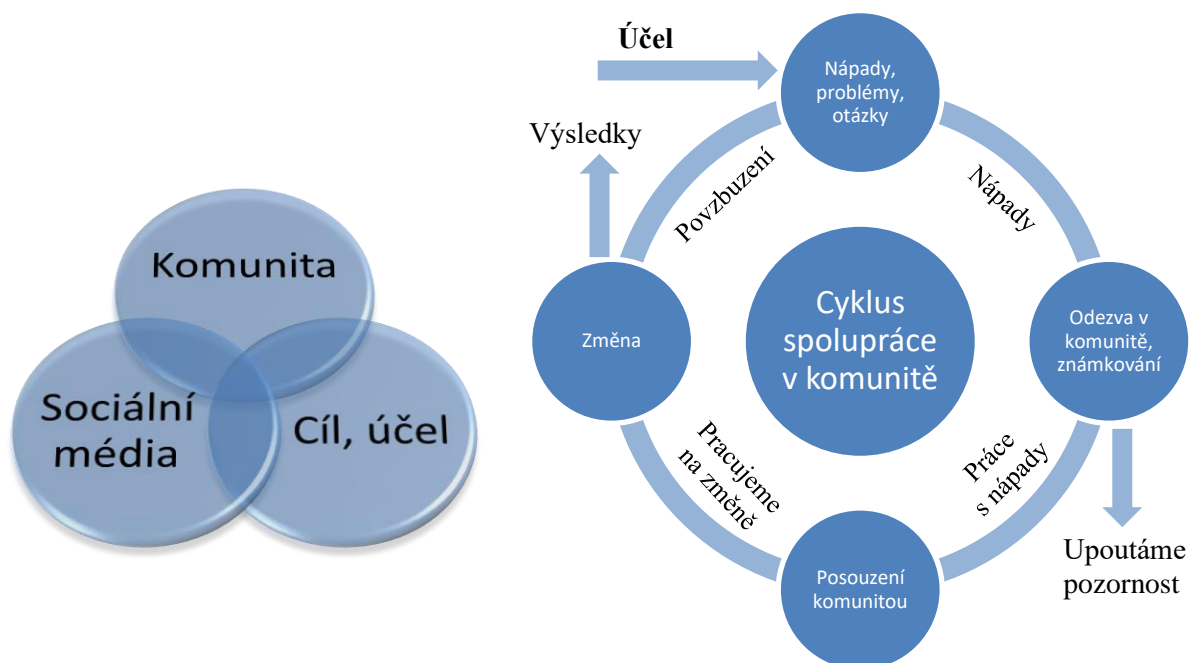 Komunita
Sociální
média
Cíl, účel
Účel
Nápady,
problémy,
otázky
Výsledky
Povzbuzení
Nápady
Změna
Cyklus
spolupráce
v komunitě
Odezva v
komunitě,
známkování
Pracujeme
na změně
Práce
s nápady
Posouzení
komunitou
Upoutáme
pozornost